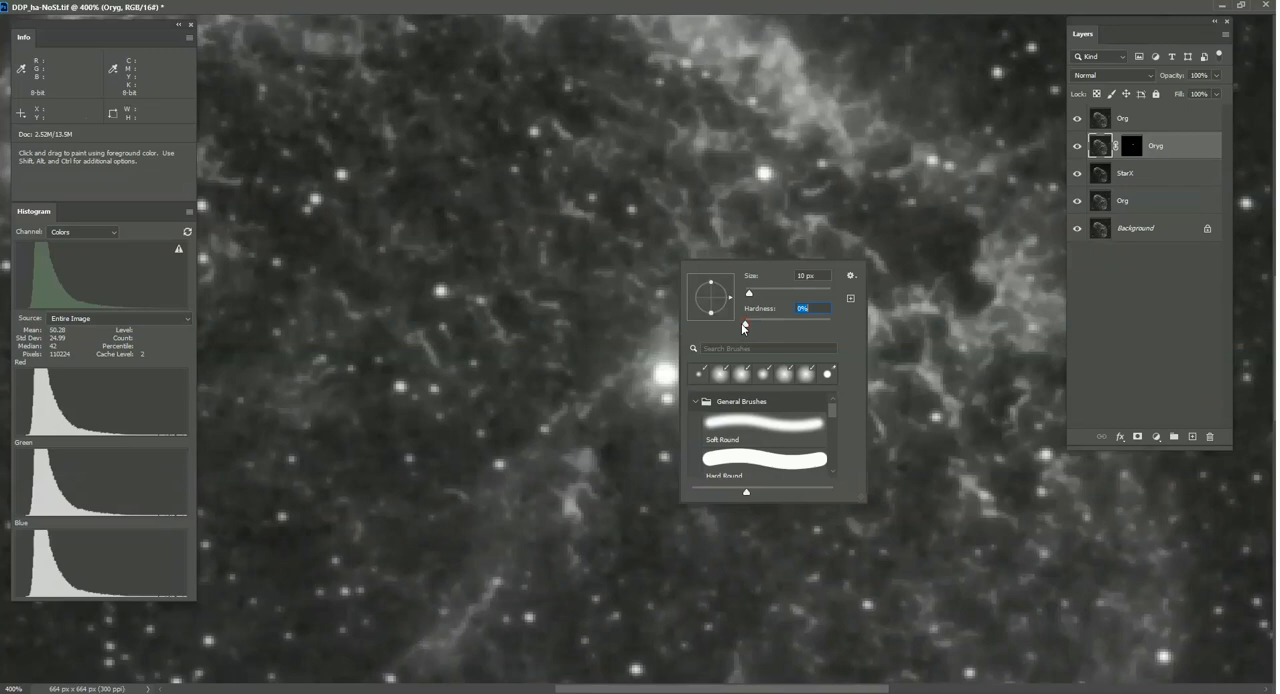 DDP_ha-NoSt.tif @ 400% (Oryg, RGB/16#) *
Info
R :
G :
B :
8-bit
C :
M :
Y :
K :
8-bit
X :
Y :
W :
H :
Doc: 2.52M/13.5M
Click and drag to paint using foreground color. Use
Shift, Alt, and Ctrl for additional options.
Histogram
Channel: Colors
Source: Entire Image
Mean: 50.28
Std Dev: 24.99
Median: 42
Pixels: 110224
Level:
Count:
Percentile:
Cache Level: 2
Red
Green
Blue
400%
664 px x 664 px (300 ppi)
Size: 10 px
Hardness: 0%
Search Brushes
General Brushes
Soft Round
Hard Round
Layers
Kind
Normal
Opacity: 100%
Lock:
Fill: 100%
Org
Oryg
StarX
Org
Background